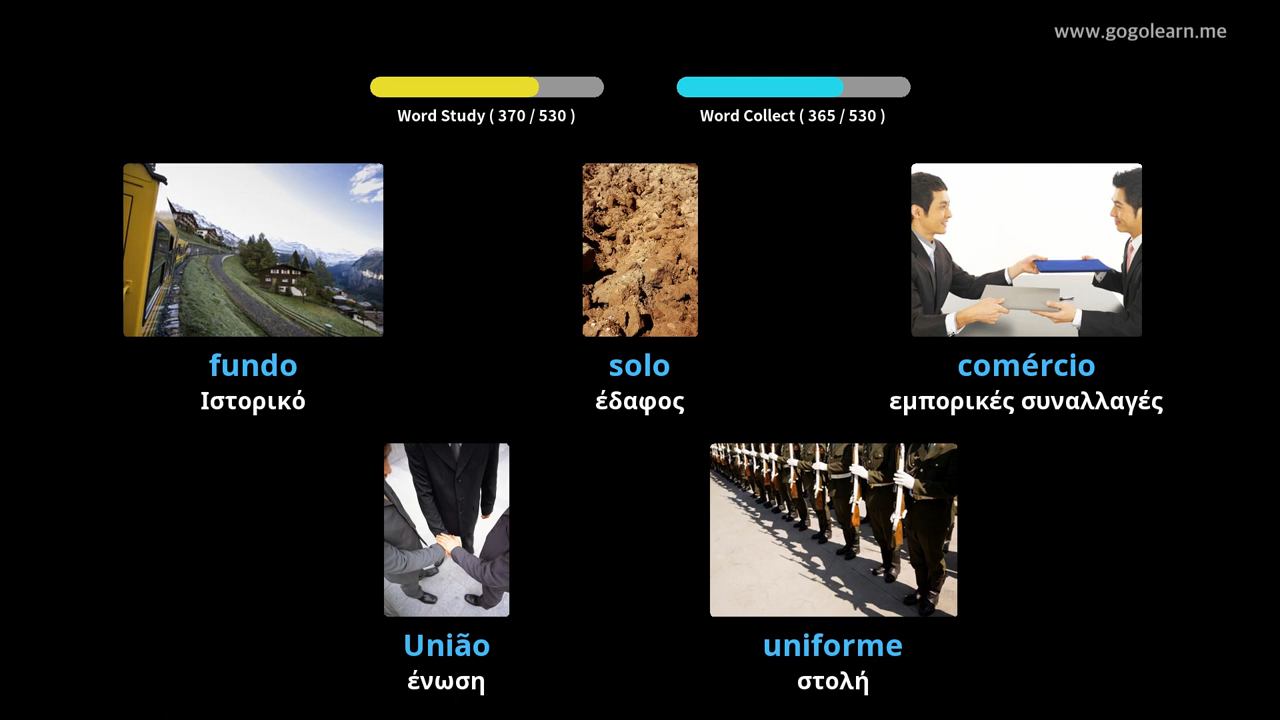 www.gogolearn.me
Word Study ( 370 / 530 )
Word Collect ( 365 / 530 )
fundo
Ιστορικό
solo
έδαφος
comércio
εμπορικές συναλλαγές
União
ένωση
uniforme
στολή